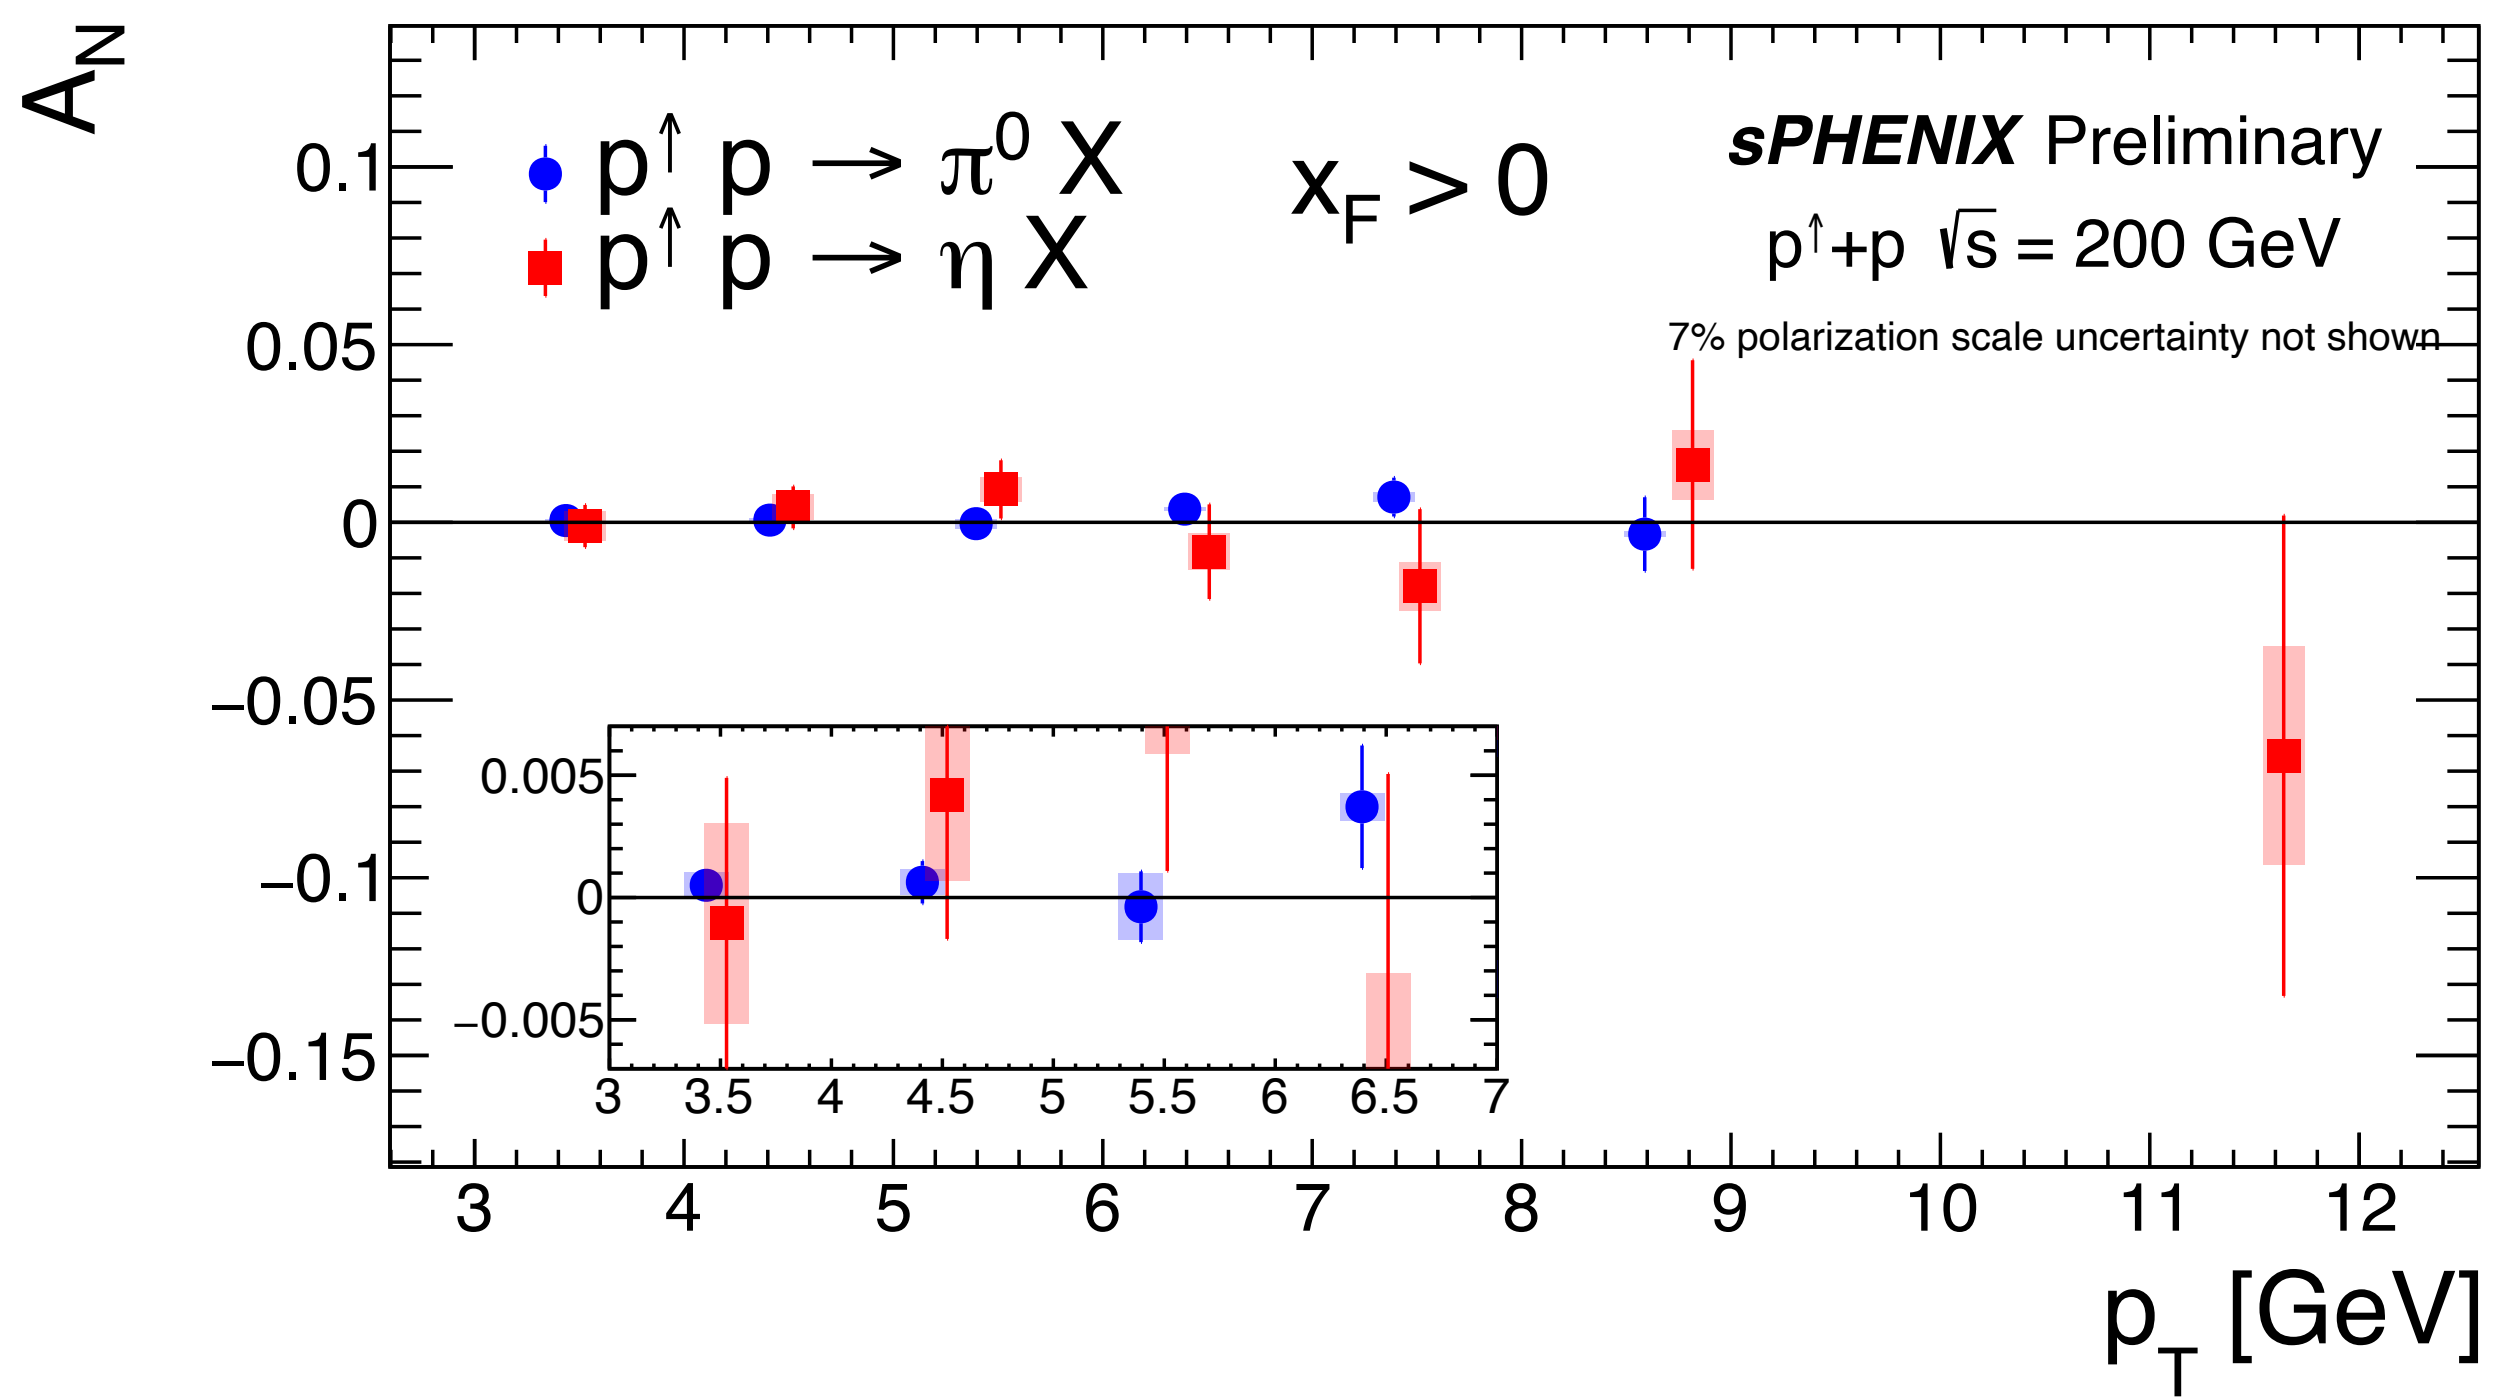 A_N
p↑ p → π⁰ X
p↑ p → η X
x_F > 0
sPHENIX Preliminary
p↑+p √s = 200 GeV
7% polarization scale uncertainty not shown
0.1
0.05
0
−0.05
−0.1
−0.15
0.005
0
−0.005
3 3.5 4 4.5 5 5.5 6 6.5 7
3 4 5 6 7 8 9 10 11 12
p_T [GeV]